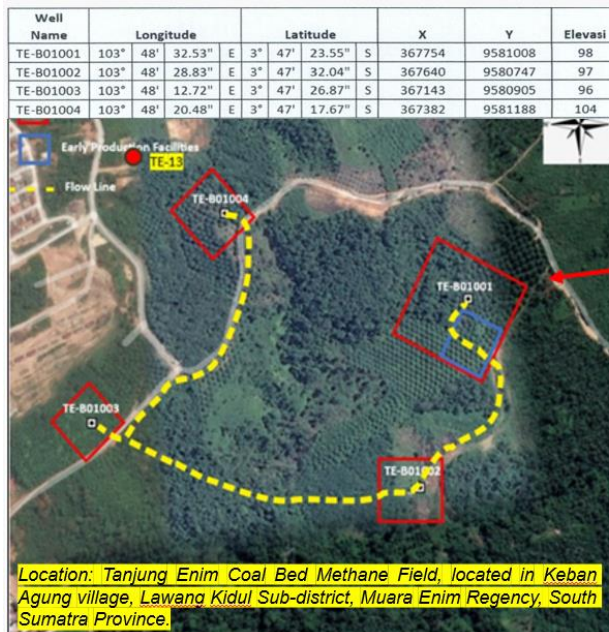 Well Name Longitude Latitude X Y Elevasi
TE-B01001 103° 48' 32.53" E 3° 47' 23.55" S 367754 9581008 98
TE-B01002 103° 48' 28.83" E 3° 47' 32.04" S 367640 9580747 97
TE-B01003 103° 48' 12.72" E 3° 47' 26.87" S 367143 9580905 96
TE-B01004 103° 48' 20.48" E 3° 47' 17.67" S 367382 9581188 104
Early Production Facilities
TE-13
Flow Line
TE-B01004
TE-B01001
TE-B01003
TE-B01002
Location: Tanjung Enim Coal Bed Methane Field, located in Keban
Agung village, Lawang Kidul Sub-district, Muara Enim Regency, South
Sumatra Province.